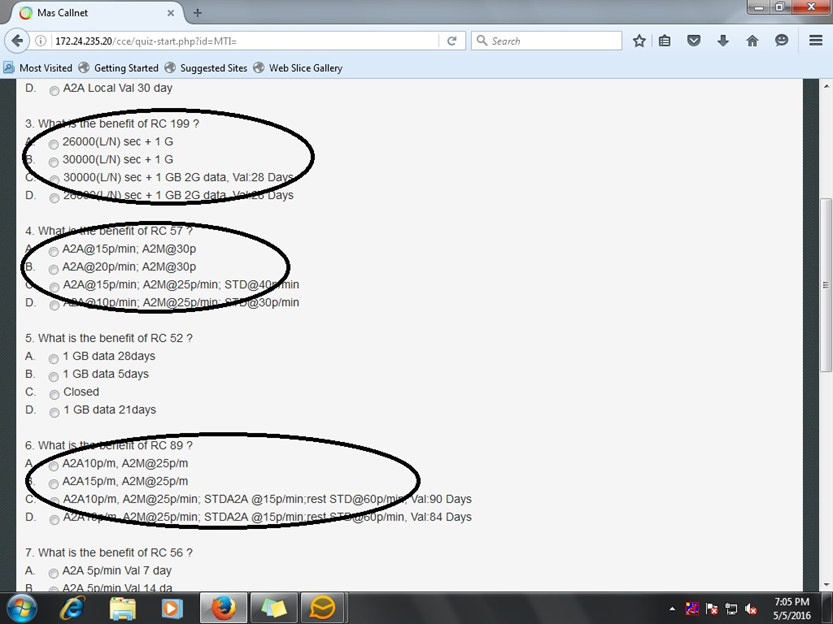 Mas Callnet
172.24.235.20/cce/quiz-start.php?id=MTI=
Search
Most Visited Getting Started Suggested Sites Web Slice Gallery
D. A2A Local Val 30 day
3. What is the benefit of RC 199 ?
A. 26000(L/N) sec + 1 G
B. 30000(L/N) sec + 1 G
C. 30000(L/N) sec + 1 GB 2G data, Val:28 Days
D. 26000(L/N) sec + 1 GB 2G data, Val:26 Days
4. What is the benefit of RC 57 ?
A. A2A@15p/min; A2M@30p
B. A2A@20p/min; A2M@30p
C. A2A@15p/min; A2M@25p/min; STD@40p/min
D. A2A@10p/min; A2M@25p/min; STD@30p/min
5. What is the benefit of RC 52 ?
A. 1 GB data 28days
B. 1 GB data 5days
C. Closed
D. 1 GB data 21days
6. What is the benefit of RC 89 ?
A. A2A10p/m, A2M@25p/m
B. A2A15p/m, A2M@25p/m
C. A2A10p/m, A2M@25p/min; STDA2A @15p/min;rest STD@60p/min, Val:90 Days
D. A2A10p/m, A2M@25p/min; STDA2A @15p/min;rest STD@60p/min, Val:84 Days
7. What is the benefit of RC 56 ?
A. A2A 5p/min Val 7 day
B. A2A 5p/min Val 14 da
7:05 PM
5/5/2016